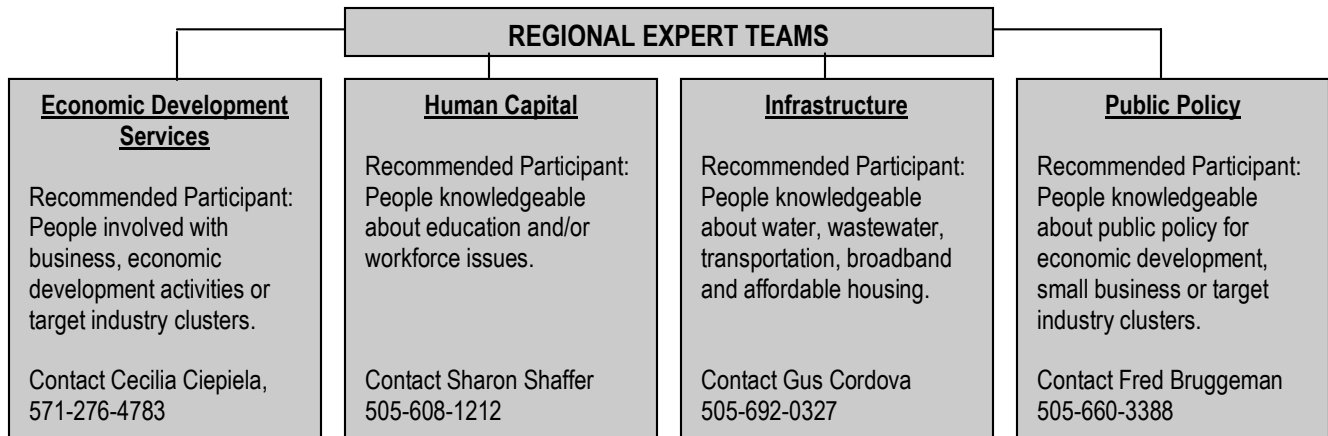 REGIONAL EXPERT TEAMS
Economic Development
Services
Recommended Participant:
People involved with
business, economic
development activities or
target industry clusters.
Contact Cecilia Ciepiela,
571-276-4783
Human Capital
Recommended Participant:
People knowledgeable
about education and/or
workforce issues.
Contact Sharon Shaffer
505-608-1212
Infrastructure
Recommended Participant:
People knowledgeable
about water, wastewater,
transportation, broadband
and affordable housing.
Contact Gus Cordova
505-692-0327
Public Policy
Recommended Participant:
People knowledgeable
about public policy for
economic development,
small business or target
industry clusters.
Contact Fred Bruggeman
505-660-3388